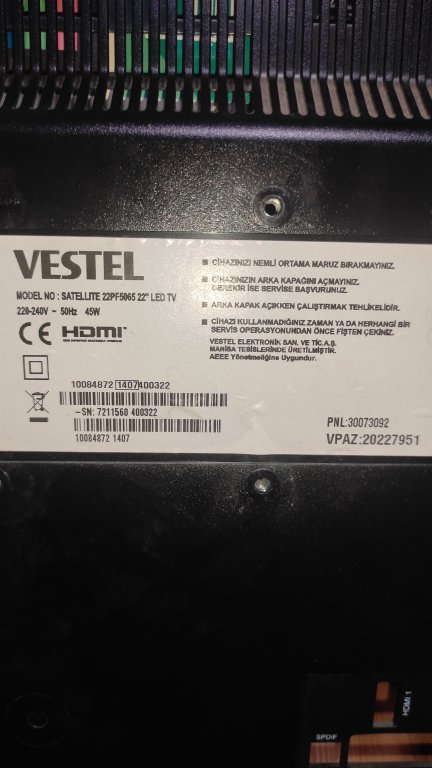 VESTEL
MODEL NO : SATELLITE 22PF5065 22" LED TV
220-240V ~ 50Hz 45W
CE HDMI
10084872 1407 400322
-SN: 7211560 400322
10084872 1407
CİHAZINIZI NEMLİ ORTAMA MARUZ BIRAKMAYINIZ.
CİHAZINIZIN ARKA KAPAĞINI AÇMAYINIZ.
GEREKİR İSE SERVİSE BAŞVURUNUZ.
ARKA KAPAK AÇIKKEN ÇALIŞTIRMAK TEHLİKELİDİR.
CİHAZI KULLANMADIĞINIZ ZAMAN YA DA HERHANGİ BİR
SERVİS OPERASYONUNDAN ÖNCE FİŞTEN ÇEKİNİZ.
VESTEL ELEKTRONİK SAN. VE TİC.A.Ş.
MANİSA TESİSLERİNDE ÜRETİLMİŞTİR.
AEEE Yönetmeliğine Uygundur.
PNL:30073092
VPAZ:20227951
HDMI 1
SPDIF